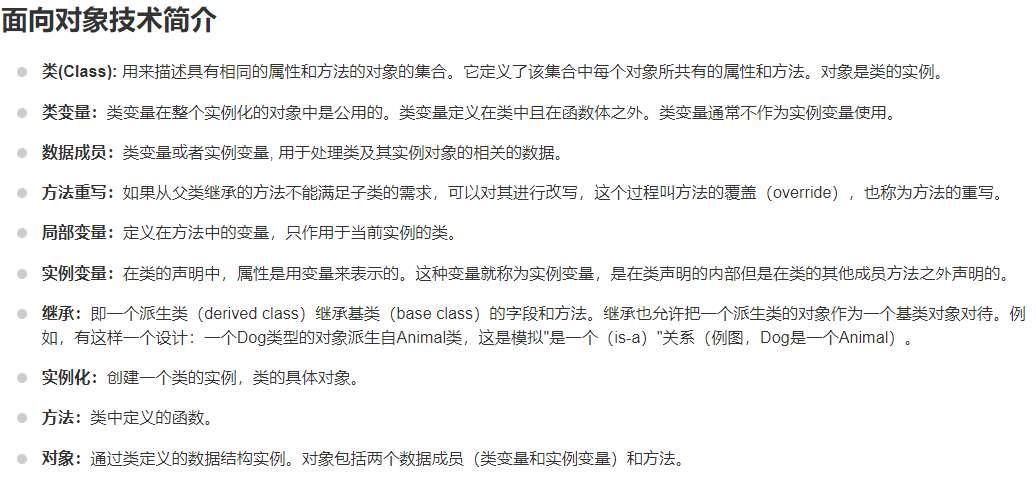 面向对象技术简介
类(Class): 用来描述具有相同的属性和方法的对象的集合。它定义了该集合中每个对象所共有的属性和方法。对象是类的实例。
类变量：类变量在整个实例化的对象中是公用的。类变量定义在类中且在函数体之外。类变量通常不作为实例变量使用。
数据成员：类变量或者实例变量, 用于处理类及其实例对象的相关的数据。
方法重写：如果从父类继承的方法不能满足子类的需求，可以对其进行改写，这个过程叫方法的覆盖（override），也称为方法的重写。
局部变量：定义在方法中的变量，只作用于当前实例的类。
实例变量：在类的声明中，属性是用变量来表示的。这种变量就称为实例变量，是在类声明的内部但是在类的其他成员方法之外声明的。
继承：即一个派生类（derived class）继承基类（base class）的字段和方法。继承也允许把一个派生类的对象作为一个基类对象对待。例
如，有这样一个设计：一个Dog类型的对象派生自Animal类，这是模拟"是一个（is-a）"关系（例图，Dog是一个Animal）。
实例化：创建一个类的实例，类的具体对象。
方法：类中定义的函数。
对象：通过类定义的数据结构实例。对象包括两个数据成员（类变量和实例变量）和方法。